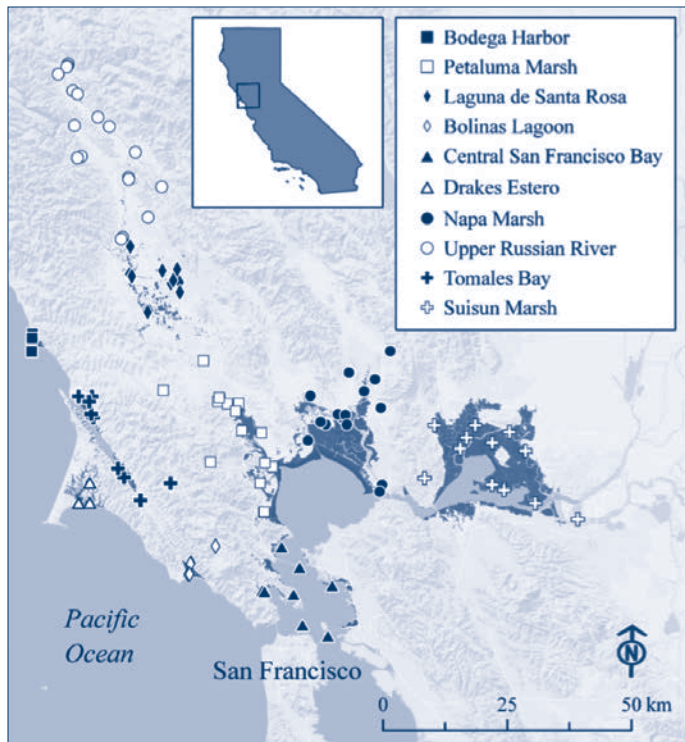 Bodega Harbor
Petaluma Marsh
Laguna de Santa Rosa
Bolinas Lagoon
Central San Francisco Bay
Drakes Estero
Napa Marsh
Upper Russian River
Tomales Bay
Suisun Marsh
Pacific
Ocean
San Francisco
N
0 25 50 km